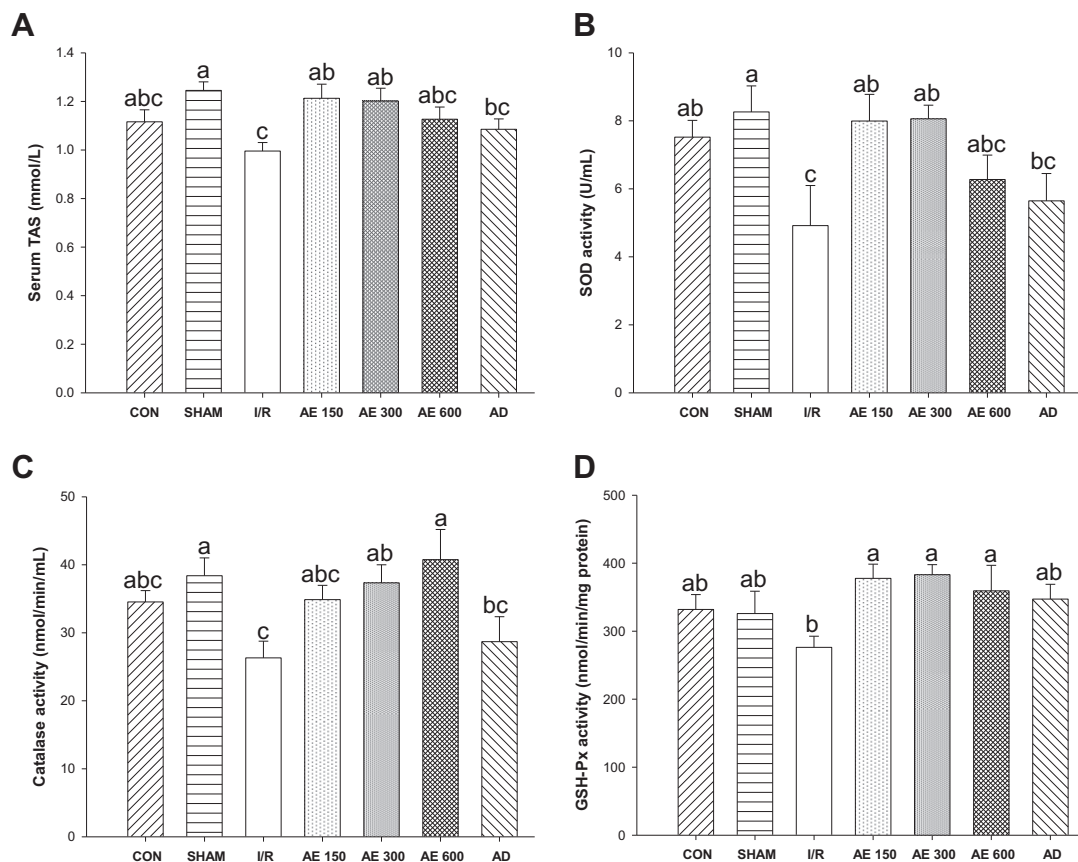 A
Serum TAS (mmol/L)
1.4
1.2
1.0
0.8
0.6
0.4
0.2
0.0
abc
a
c
ab
ab
abc
bc
CON SHAM I/R AE 150 AE 300 AE 600 AD
B
SOD activity (U/mL)
10
8
6
4
2
0
ab
a
c
ab
ab
abc
bc
CON SHAM I/R AE 150 AE 300 AE 600 AD
C
Catalase activity (nmol/min/mL)
50
40
30
20
10
0
abc
a
c
abc
ab
a
bc
CON SHAM I/R AE 150 AE 300 AE 600 AD
D
GSH-Px activity (nmol/min/mg protein)
500
400
300
200
100
0
ab
ab
b
a
a
a
ab
CON SHAM I/R AE 150 AE 300 AE 600 AD